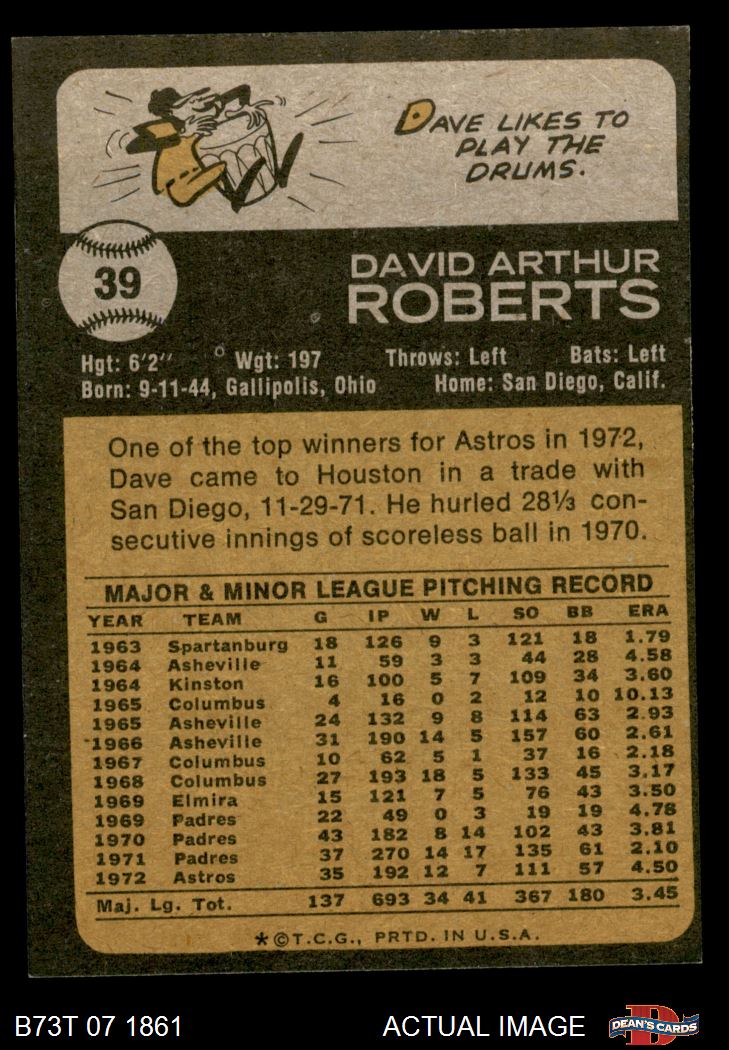 DAVE LIKES TO
PLAY THE
DRUMS.
39
DAVID ARTHUR
ROBERTS
Hgt: 6'2" Wgt: 197 Throws: Left Bats: Left
Born: 9-11-44, Gallipolis, Ohio Home: San Diego, Calif.
One of the top winners for Astros in 1972,
Dave came to Houston in a trade with
San Diego, 11-29-71. He hurled 28⅓ con-
secutive innings of scoreless ball in 1970.
MAJOR & MINOR LEAGUE PITCHING RECORD
YEAR TEAM G IP W L SO BB ERA
1963 Spartanburg 18 126 9 3 121 18 1.79
1964 Asheville 11 59 3 3 44 28 4.58
1964 Kinston 16 100 5 7 109 34 3.60
1965 Columbus 4 16 0 2 12 10 10.13
1965 Asheville 24 132 9 8 114 63 2.93
1966 Asheville 31 190 14 5 157 60 2.61
1967 Columbus 10 62 5 1 37 16 2.18
1968 Columbus 27 193 18 5 133 45 3.17
1969 Elmira 15 121 7 5 76 43 3.50
1969 Padres 22 49 0 3 19 19 4.78
1970 Padres 43 182 8 14 102 43 3.81
1971 Padres 37 270 14 17 135 61 2.10
1972 Astros 35 192 12 7 111 57 4.50
Maj. Lg. Tot. 137 693 34 41 367 180 3.45
*©T.C.G., PRTD. IN U.S.A.
B73T 07 1861 ACTUAL IMAGE DEAN'S CARDS